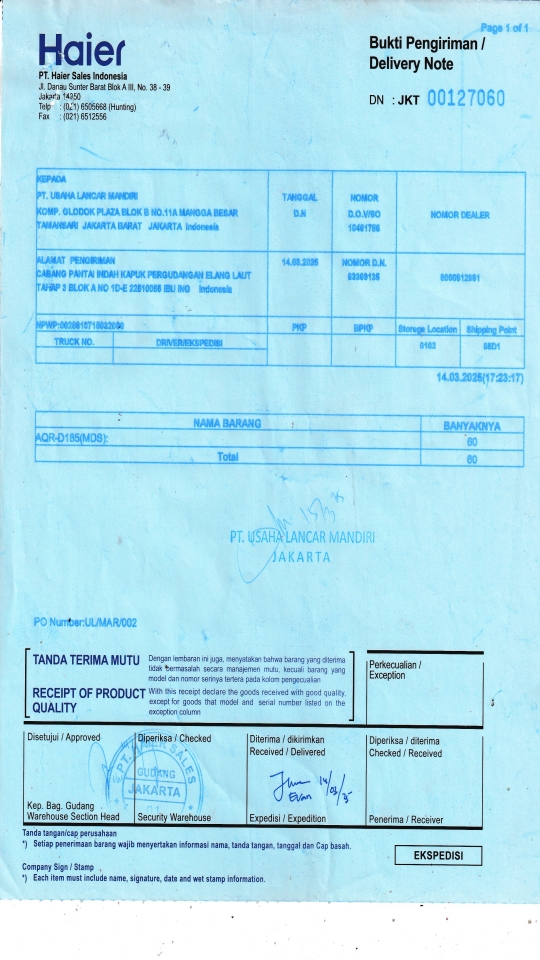 Page 1 of 1
Haier
Bukti Pengiriman /
Delivery Note
PT. Haier Sales Indonesia
Jl. Danau Sunter Barat Blok A III, No. 38 - 39
Jakarta 14350
Telp : (021) 6505668 (Hunting)
Fax : (021) 6512556
DN : JKT 00127060
KEPADA
PT. USAHA LANCAR MANDIRI
KOMP. GLODOK PLAZA BLOK B NO.11A MANGGA BESAR
TAMANSARI JAKARTA BARAT JAKARTA Indonesia
TANGGAL
D.N
NOMOR
D.O.V/SO
NOMOR DEALER
ALAMAT PENGIRIMAN
CABANG PANTAI INDAH KAPUK PERGUDANGAN ELANG LAUT
TAHAP 3 BLOK A NO 1D-E Indonesia
14.03.2025
NOMOR D.N.
PKP
BPKP
Storage Location
Shipping Point
TRUCK NO.
DRIVER/EKSPEDISI
0102
14.03.2025(17:23:17)
NAMA BARANG
BANYAKNYA
AQR-D185(MDS):
60
Total
60
15/3
PT. USAHA LANCAR MANDIRI
JAKARTA
PO Number:UL/MAR/002
TANDA TERIMA MUTU
Dengan lembaran ini juga, menyatakan bahwa barang yang diterima
tidak bermasalah secara manajemen mutu, kecuali barang yang
model dan nomor serinya tertera pada kolom pengecualian
RECEIPT OF PRODUCT
QUALITY
With this receipt declare the goods received with good quality,
except for goods that model and serial number listed on the
exception column
Perkecualian /
Exception
Disetujui / Approved
Diperiksa / Checked
Diterima / dikirimkan
Received / Delivered
Diperiksa / diterima
Checked / Received
PT. HAIER SALES
GUDANG
JAKARTA
01
14/03/25
Evan
Kep. Bag. Gudang
Warehouse Section Head
Security Warehouse
Expedisi / Expedition
Penerima / Receiver
Tanda tangan/cap perusahaan
*) Setiap penerimaan barang wajib menyertakan informasi nama, tanda tangan, tanggal dan Cap basah.
EKSPEDISI
Company Sign / Stamp
*) Each item must include name, signature, date and wet stamp information.